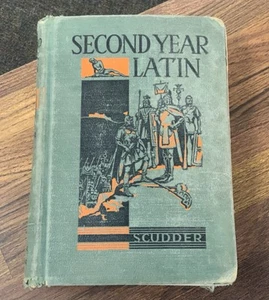 SECOND YEAR
LATIN
SCUDDER